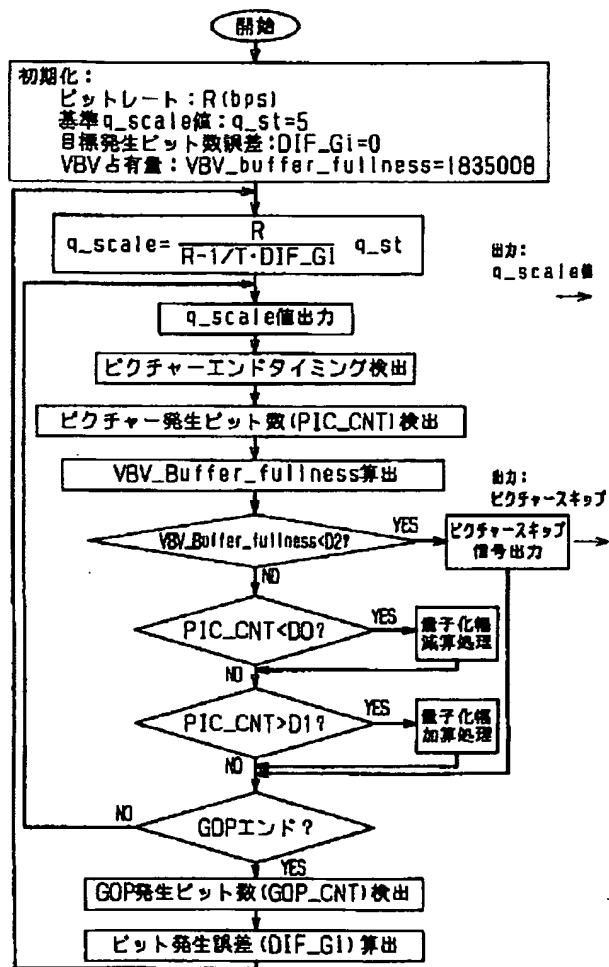 開始
初期化:
ビットレート:R(bps)
基準q_scale値:q_st=5
目標発生ビット数誤差:DIF_Gi=0
VBV占有量:VBV_buffer_fullness=1835008
R
q_scale= R-1/T·DIF_Gi q_st
出力:
q_scale値
q_scale値出力
ピクチャーエンドタイミング検出
ピクチャー発生ビット数(PIC_CNT)検出
VBV_Buffer_fullness算出
出力:
ピクチャースキップ
VBV_Buffer_fullness<D2?
YES
ピクチャースキップ
信号出力
NO
PIC_CNT<D0?
YES
量子化幅
減算処理
NO
PIC_CNT>D1?
YES
量子化幅
加算処理
NO
NO
GOPエンド?
YES
GOP発生ビット数(GOP_CNT)検出
ビット発生誤差(DIF_Gi)算出